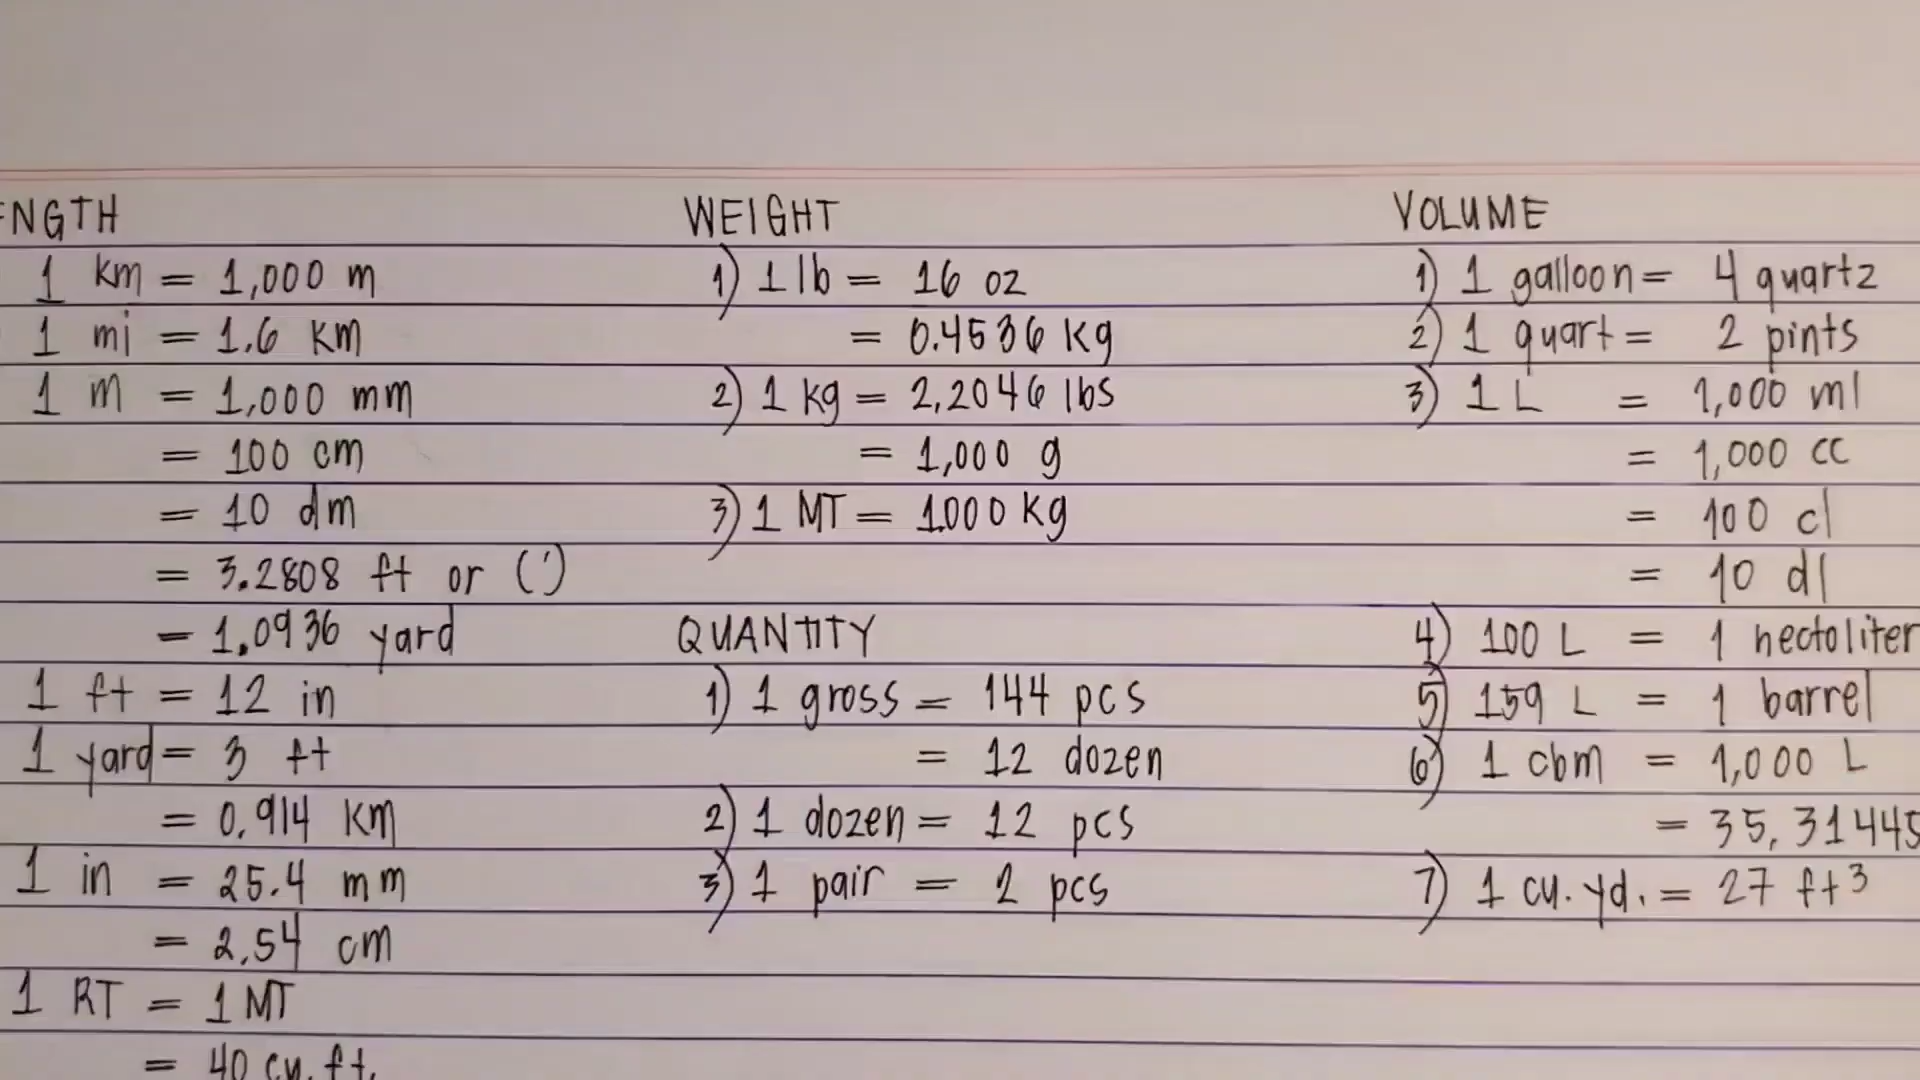 ENGTH
1 km = 1,000 m
1 mi = 1.6 km
1 m = 1,000 mm
= 100 cm
= 10 dm
= 3.2808 ft or (')
= 1.0936 yard
1 ft = 12 in
1 yard = 3 ft
= 0.914 km
1 in = 25.4 mm
= 2.54 cm
1 RT = 1 MT
= 40 cu. ft.
WEIGHT
1) 1 lb = 16 oz
= 0.4536 kg
2) 1 kg = 2,2046 lbs
= 1,000 g
3) 1 MT = 1000 kg
QUANTITY
1) 1 gross = 144 pcs
= 12 dozen
2) 1 dozen = 12 pcs
3) 1 pair = 2 pcs
VOLUME
1) 1 galloon = 4 quartz
2) 1 quart = 2 pints
3) 1 L = 1,000 ml
= 1,000 cc
= 100 cl
= 10 dl
4) 100 L = 1 hectoliter
5) 159 L = 1 barrel
6) 1 cbm = 1,000 L
= 35,31445
7) 1 cu. yd. = 27 ft³